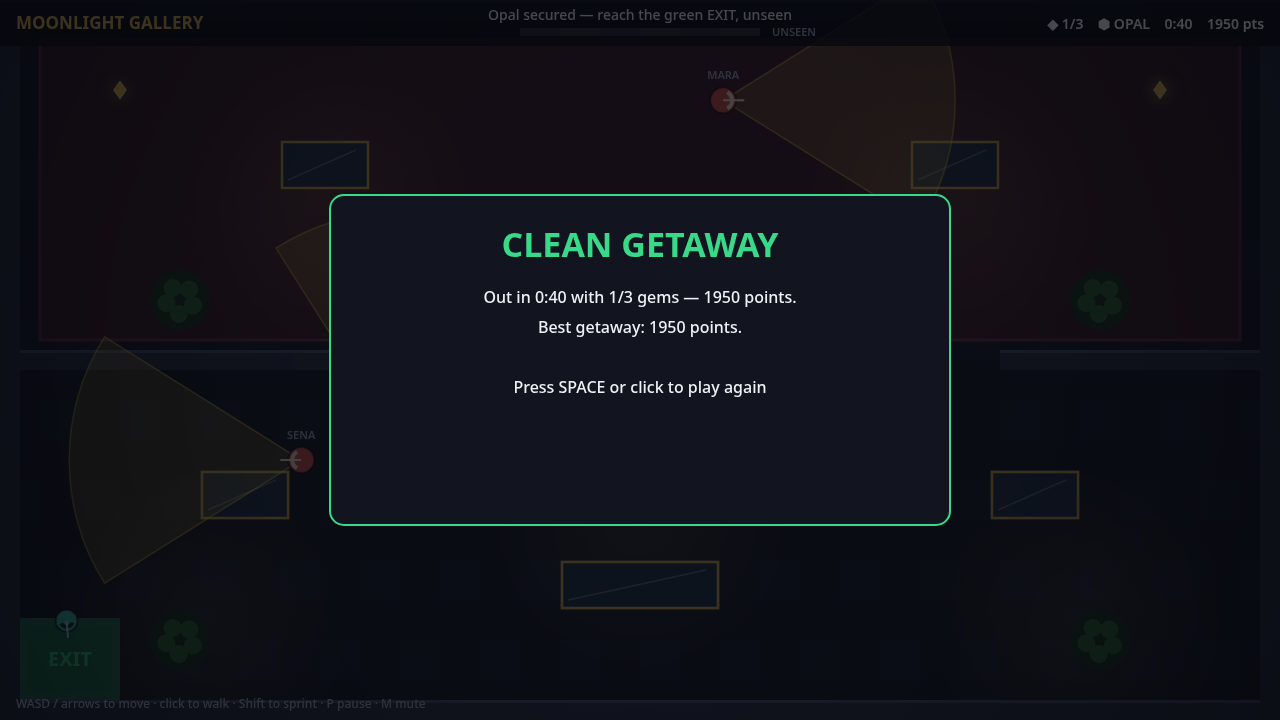 MOONLIGHT GALLERY
Opal secured — reach the green EXIT, unseen
UNSEEN
◆ 1/3 ⬢ OPAL 0:40 1950 pts
MARA
CLEAN GETAWAY
Out in 0:40 with 1/3 gems — 1950 points.
Best getaway: 1950 points.
Press SPACE or click to play again
SENA
EXIT
WASD / arrows to move · click to walk · Shift to sprint · P pause · M mute